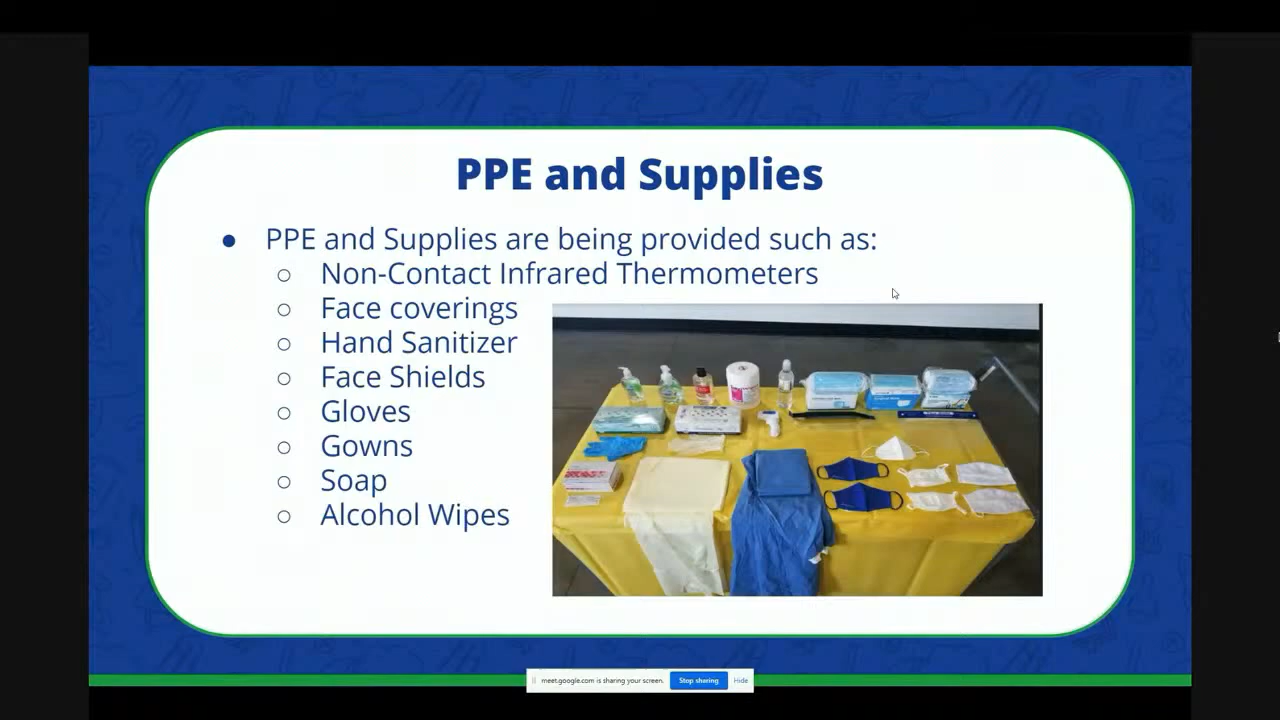 PPE and Supplies
● PPE and Supplies are being provided such as:
○ Non-Contact Infrared Thermometers
○ Face coverings
○ Hand Sanitizer
○ Face Shields
○ Gloves
○ Gowns
○ Soap
○ Alcohol Wipes
meet.google.com is sharing your screen. Stop sharing Hide